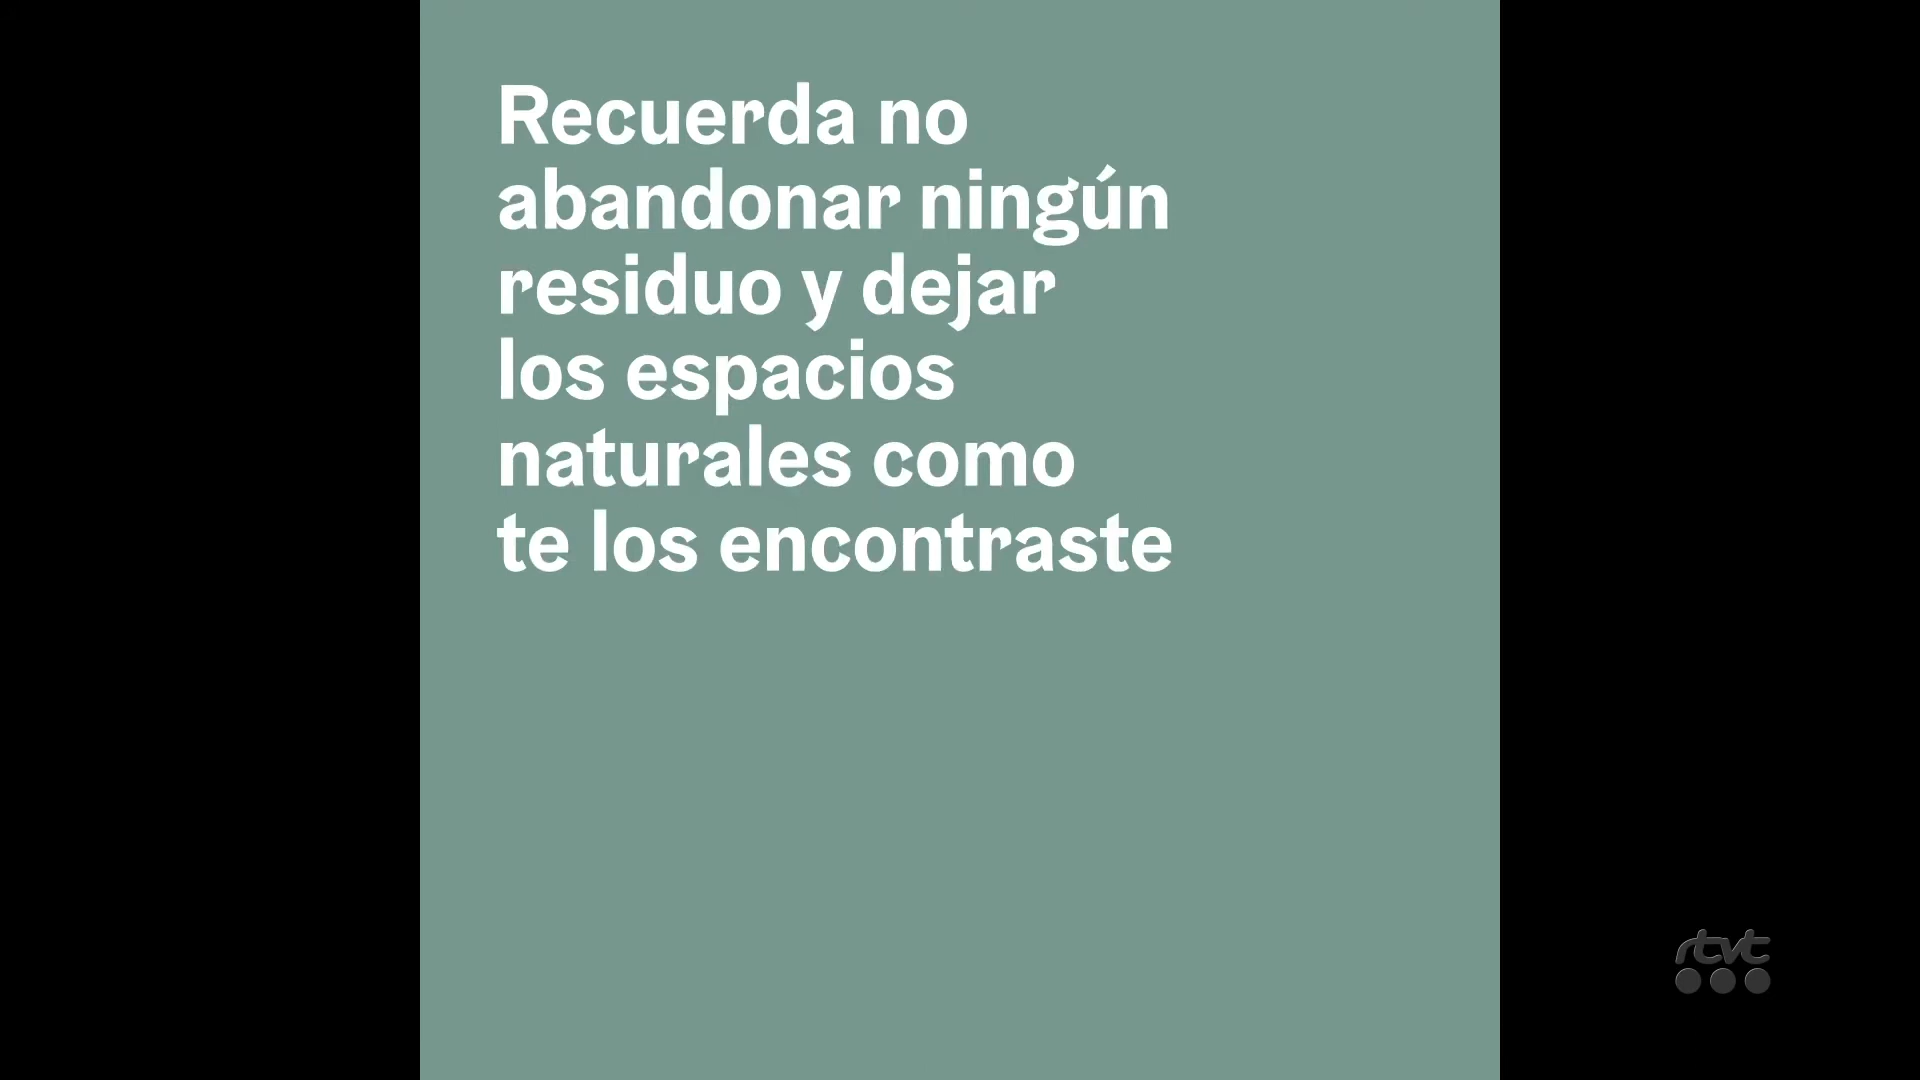 Recuerda no
abandonar ningún
residuo y dejar
los espacios
naturales como
te los encontraste
rtvt